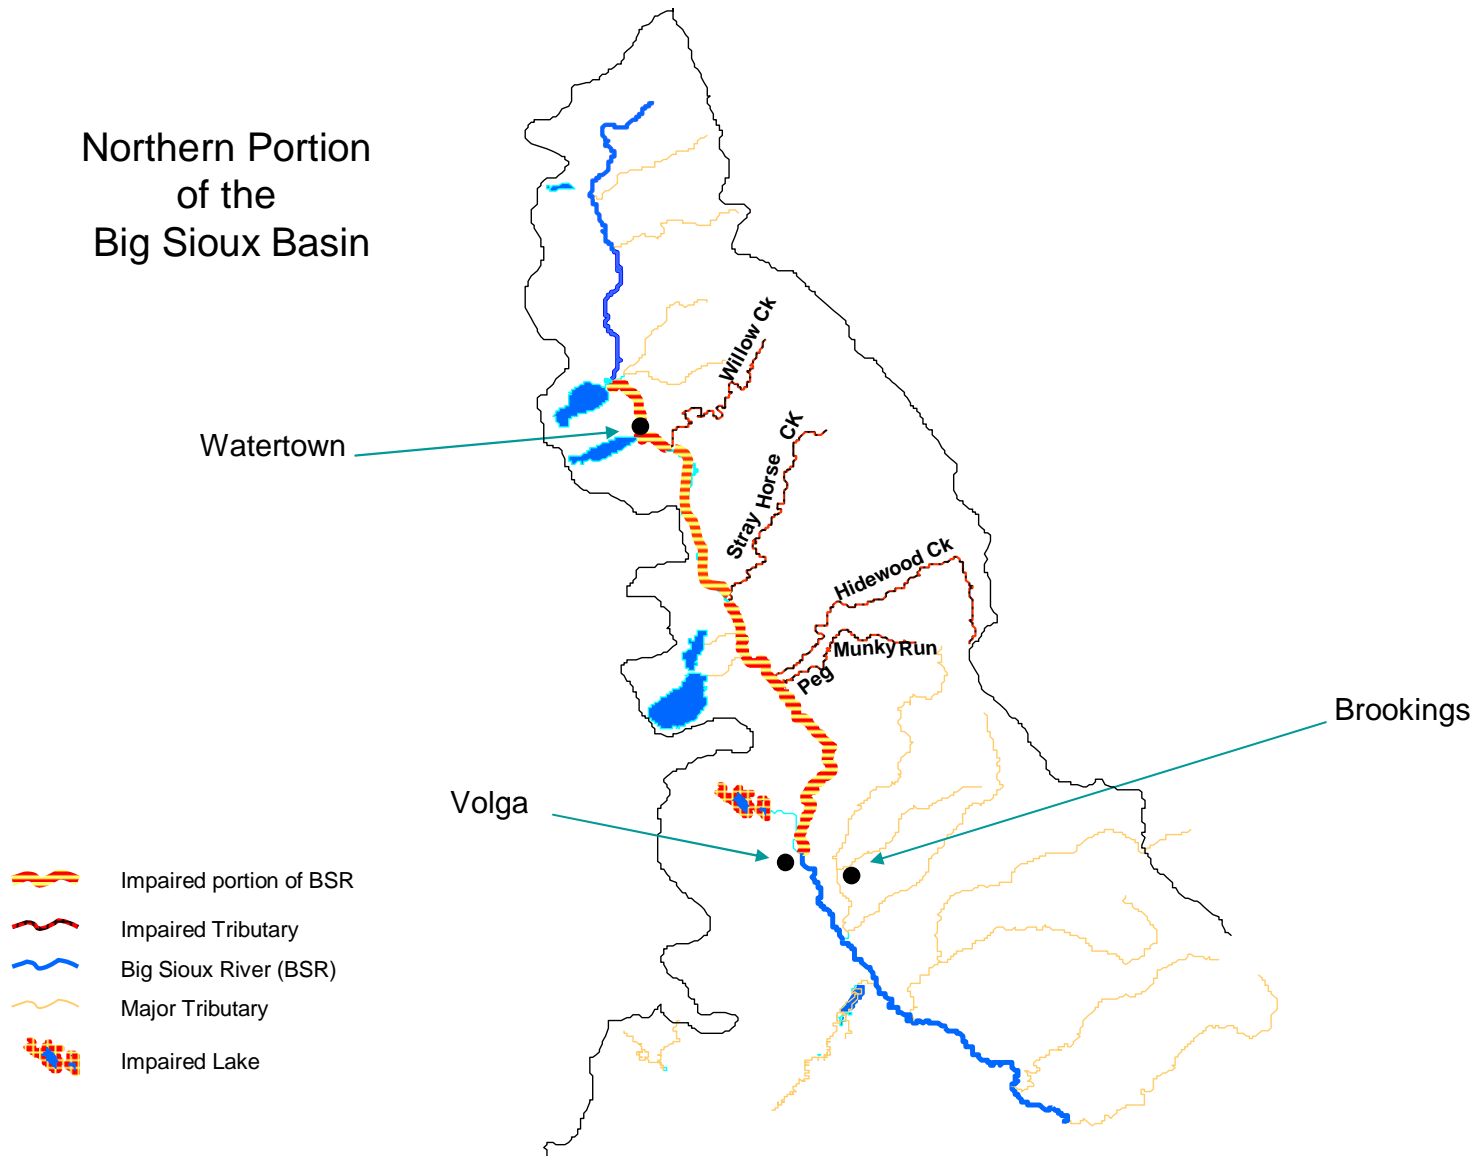 Northern Portion
of the
Big Sioux Basin
Willow Ck
Stray Horse CK
Hidewood Ck
Peg Munky Run
Watertown
Brookings
Volga
Impaired portion of BSR
Impaired Tributary
Big Sioux River (BSR)
Major Tributary
Impaired Lake